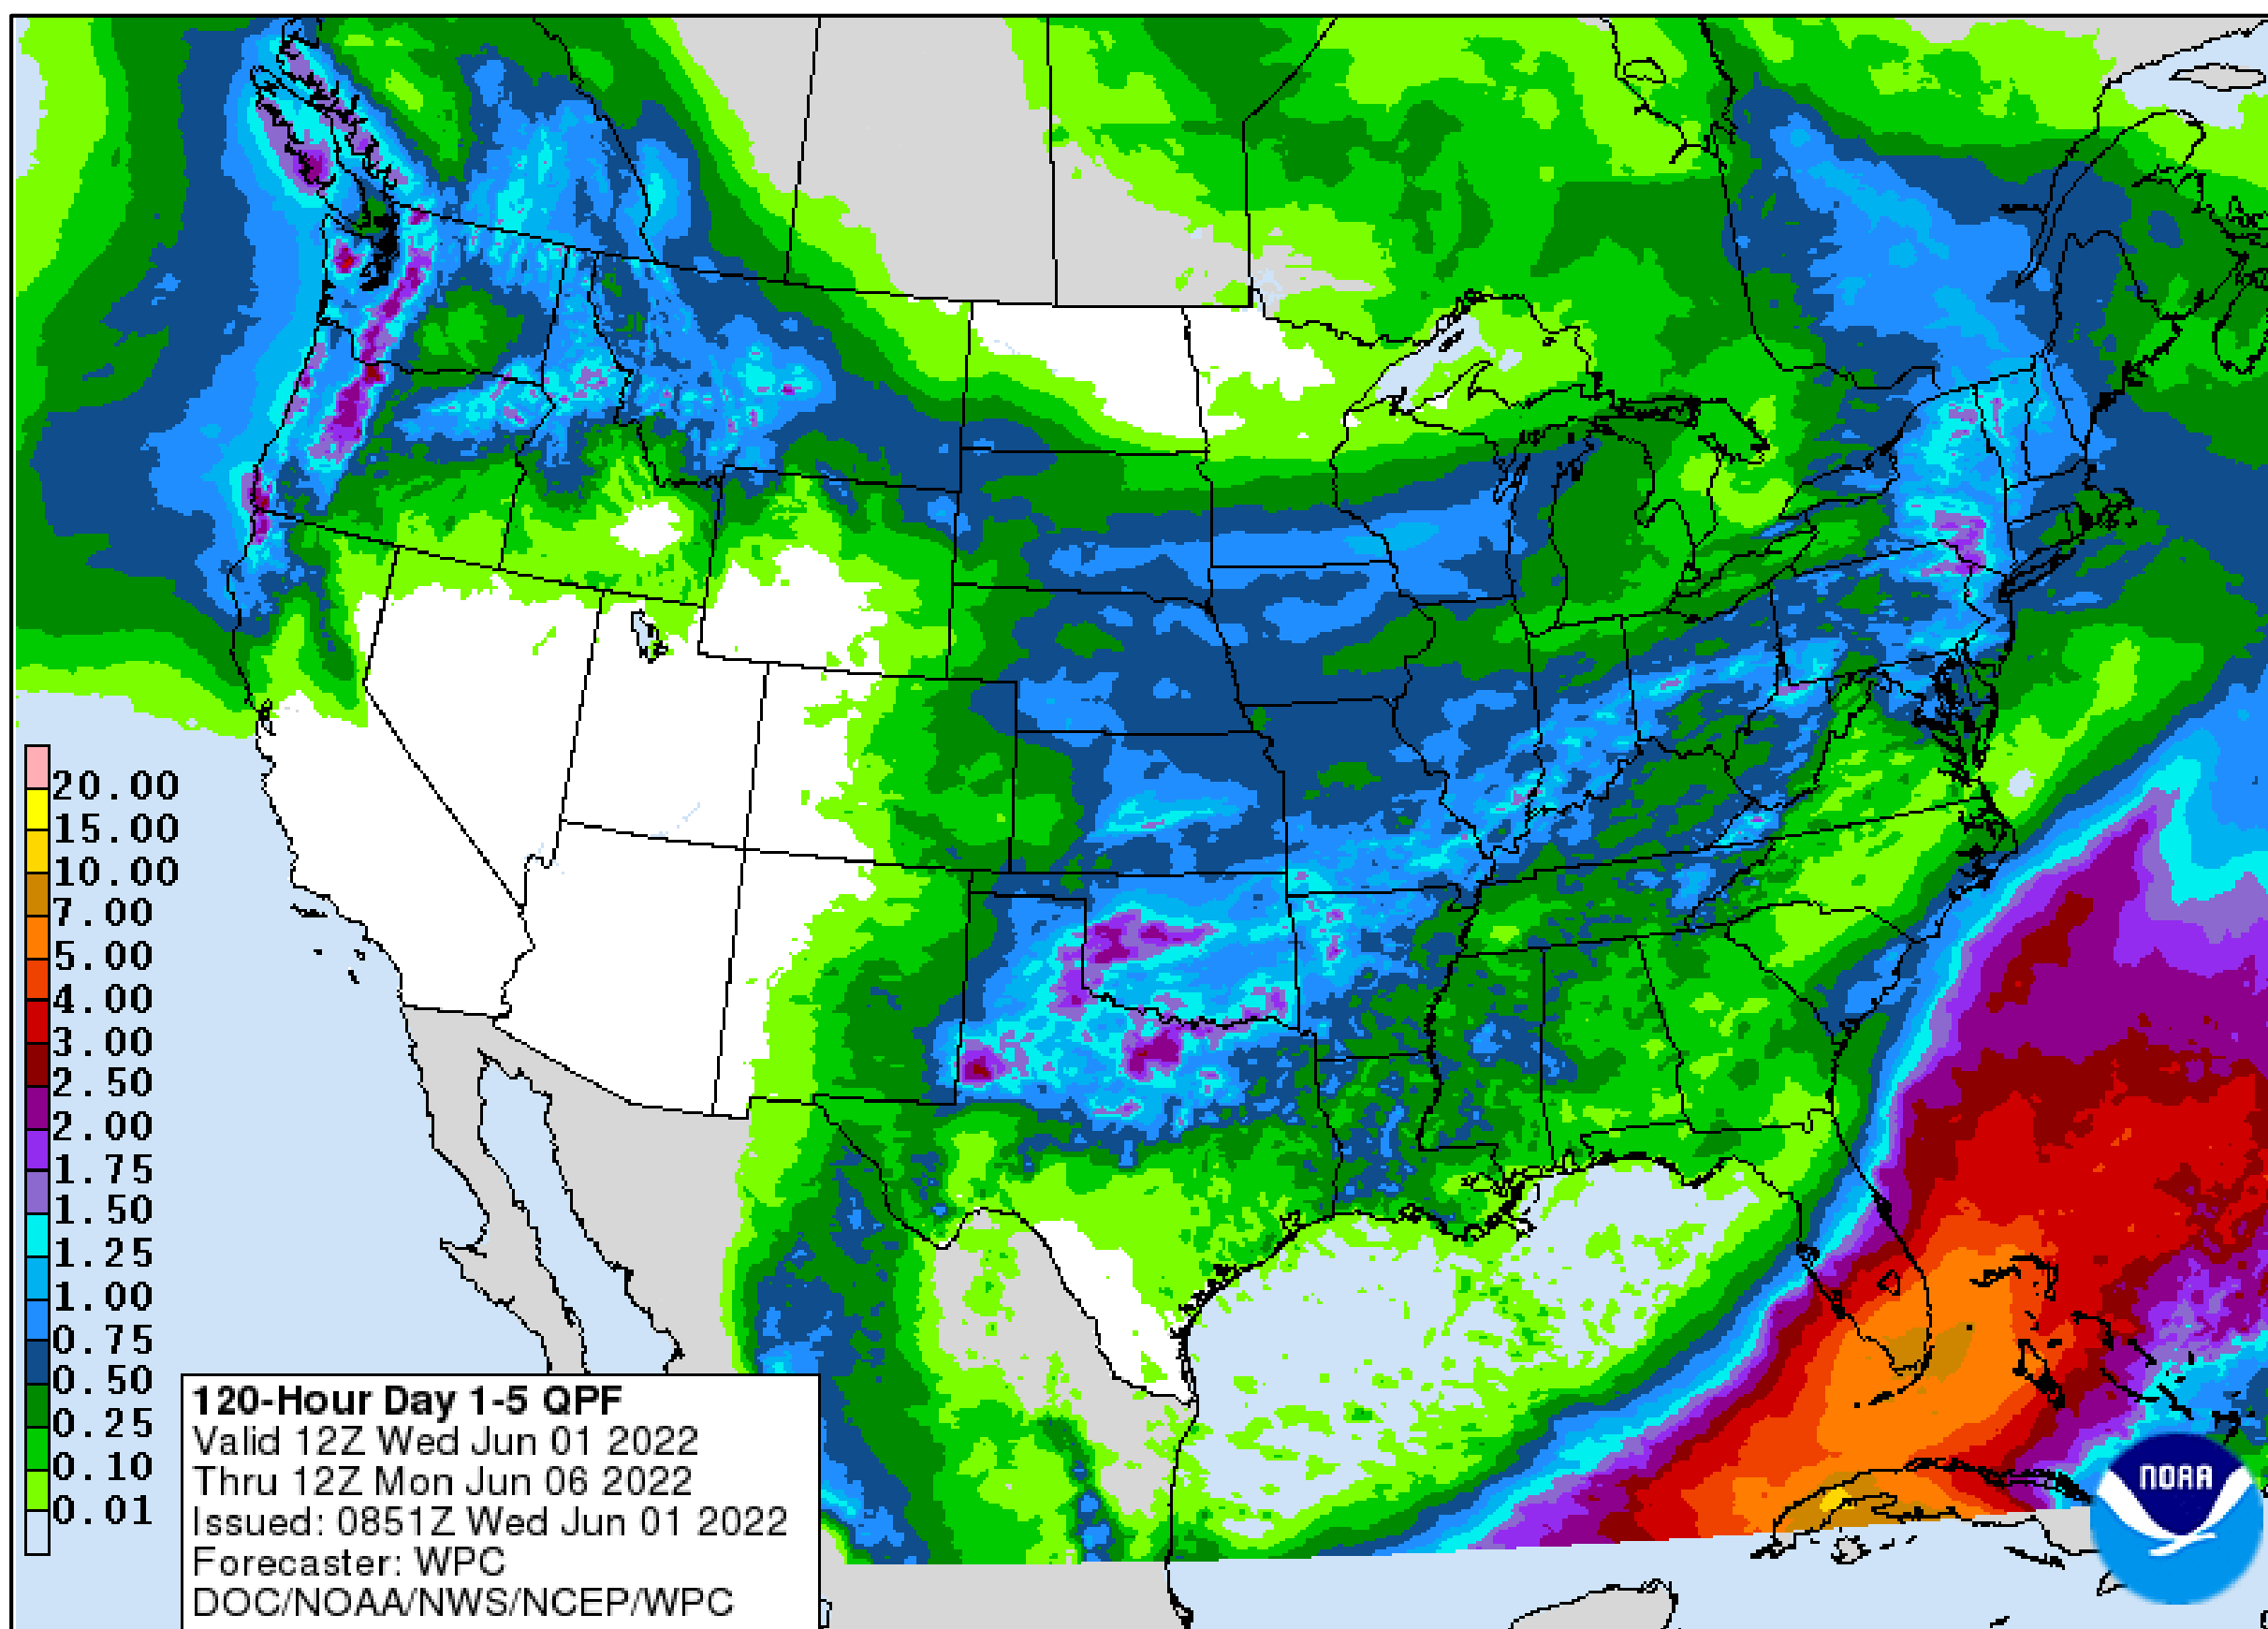 20.00
15.00
10.00
7.00
5.00
4.00
3.00
2.50
2.00
1.75
1.50
1.25
1.00
0.75
0.50
0.25
0.10
0.01
120-Hour Day 1-5 QPF
Valid 12Z Wed Jun 01 2022
Thru 12Z Mon Jun 06 2022
Issued: 0851Z Wed Jun 01 2022
Forecaster: WPC
DOC/NOAA/NWS/NCEP/WPC
NOAA